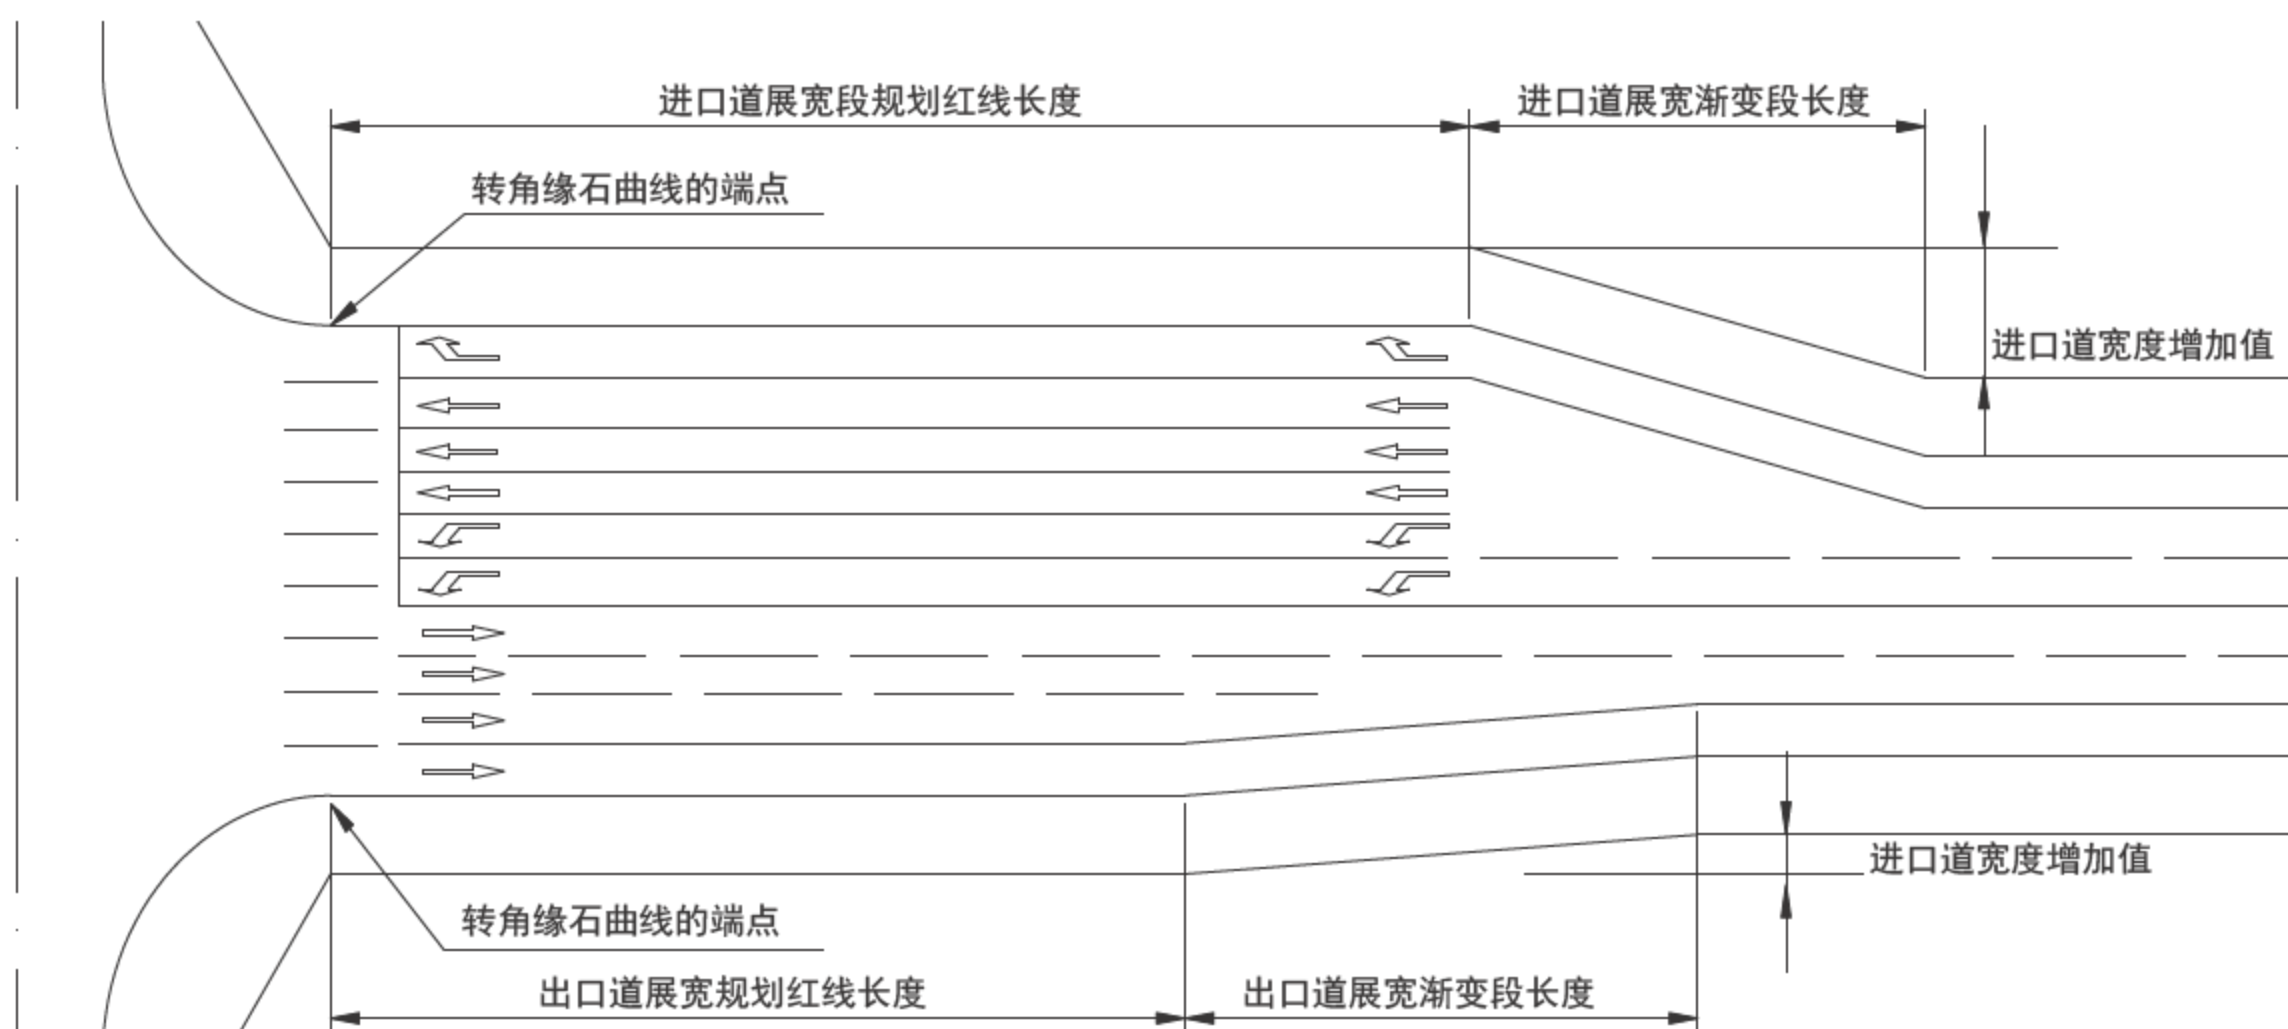 进口道展宽段规划红线长度
进口道展宽渐变段长度
转角缘石曲线的端点
进口道宽度增加值
进口道宽度增加值
转角缘石曲线的端点
出口道展宽规划红线长度
出口道展宽渐变段长度